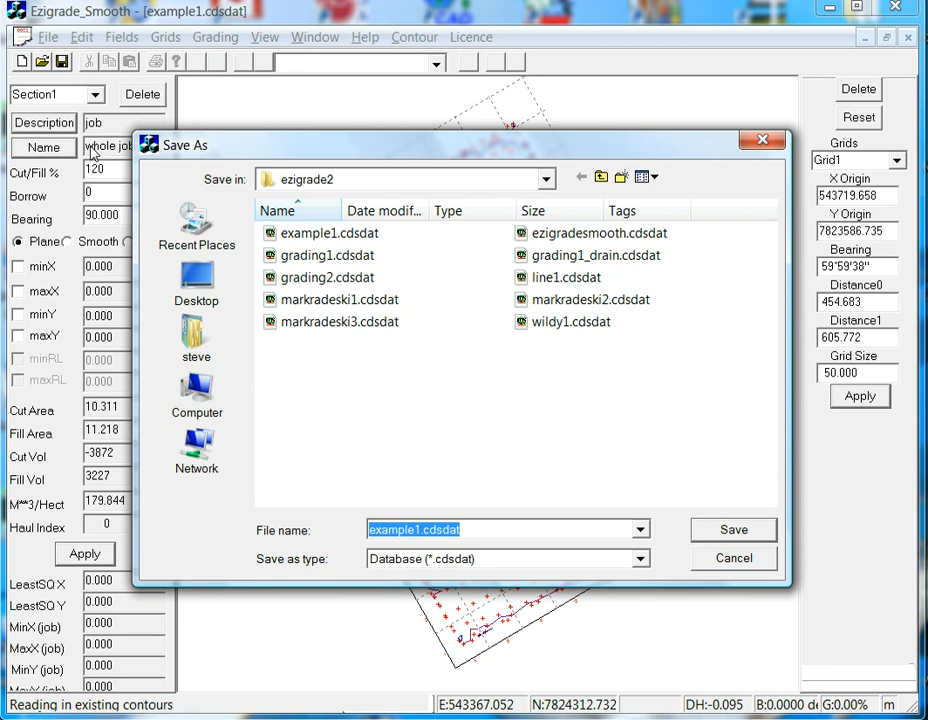 Ezigrade_Smooth - [example1.cdsdat]
File Edit Fields Grids Grading View Window Help Contour Licence
Section1 Delete
Description job
Name whole job
Cut/Fill % 120
Borrow 0
Bearing 90.000
Plane Smooth
minX 0.000
maxX 0.000
minY 0.000
maxY 0.000
minRL 0.000
maxRL 0.000
Cut Area 10.311
Fill Area 11.218
Cut Vol -3872
Fill Vol 3227
M**3/Hect 179.844
Haul Index 0
Apply
LeastSQ X 0.000
LeastSQ Y 0.000
MinX (job) 0.000
MaxX (job) 0.000
MinY (job) 0.000
MaxY (job) 0.000
Save As
Save in: ezigrade2
Recent Places
Desktop
steve
Computer
Network
Name Date modif... Type Size Tags
example1.cdsdat ezigradesmooth.cdsdat
grading1.cdsdat grading1_drain.cdsdat
grading2.cdsdat line1.cdsdat
markradeski1.cdsdat markradeski2.cdsdat
markradeski3.cdsdat wildy1.cdsdat
File name: example1.cdsdat Save
Save as type: Database (*.cdsdat) Cancel
Delete
Reset
Grids
Grid1
X Origin
543719.658
Y Origin
7823586.735
Bearing
59°59'38"
Distance0
454.683
Distance1
605.772
Grid Size
50.000
Apply
Reading in existing contours E:543367.052 N:7824312.732 DH:-0.095 B:0.0000 de G:0.00% m